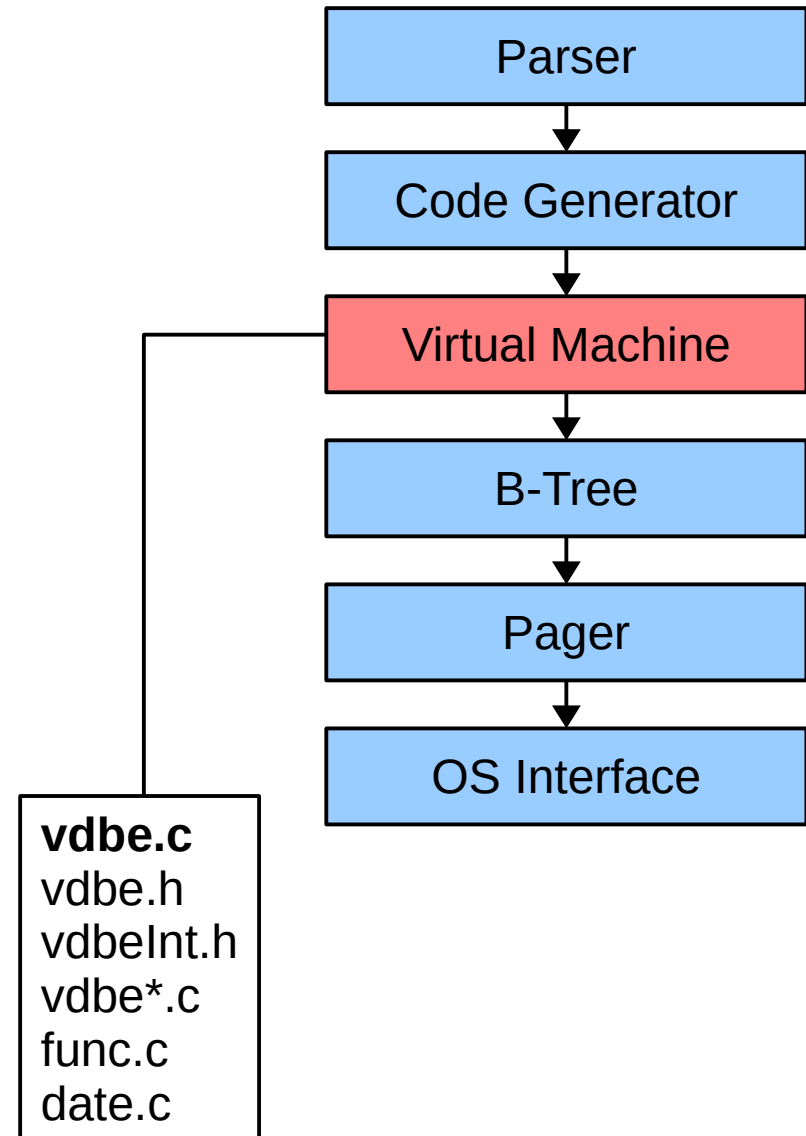 Parser
Code Generator
Virtual Machine
B-Tree
Pager
OS Interface
vdbe.c
vdbe.h
vdbeInt.h
vdbe*.c
func.c
date.c